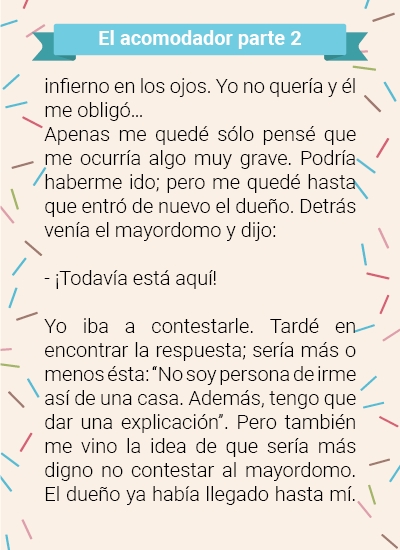 El acomodador parte 2
infierno en los ojos. Yo no quería y él
me obligó...
Apenas me quedé sólo pensé que
me ocurría algo muy grave. Podría
haberme ido; pero me quedé hasta
que entró de nuevo el dueño. Detrás
venía el mayordomo y dijo:
- ¡Todavía está aquí!
Yo iba a contestarle. Tardé en
encontrar la respuesta; sería más o
menos ésta: “No soy persona de irme
así de una casa. Además, tengo que
dar una explicación”. Pero también
me vino la idea de que sería más
digno no contestar al mayordomo.
El dueño ya había llegado hasta mí.